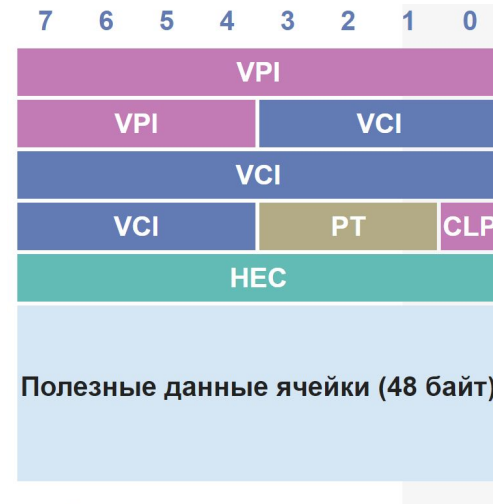 7 6 5 4 3 2 1 0
VPI
VPI VCI
VCI
VCI PT CLP
HEC
Полезные данные ячейки (48 байт)